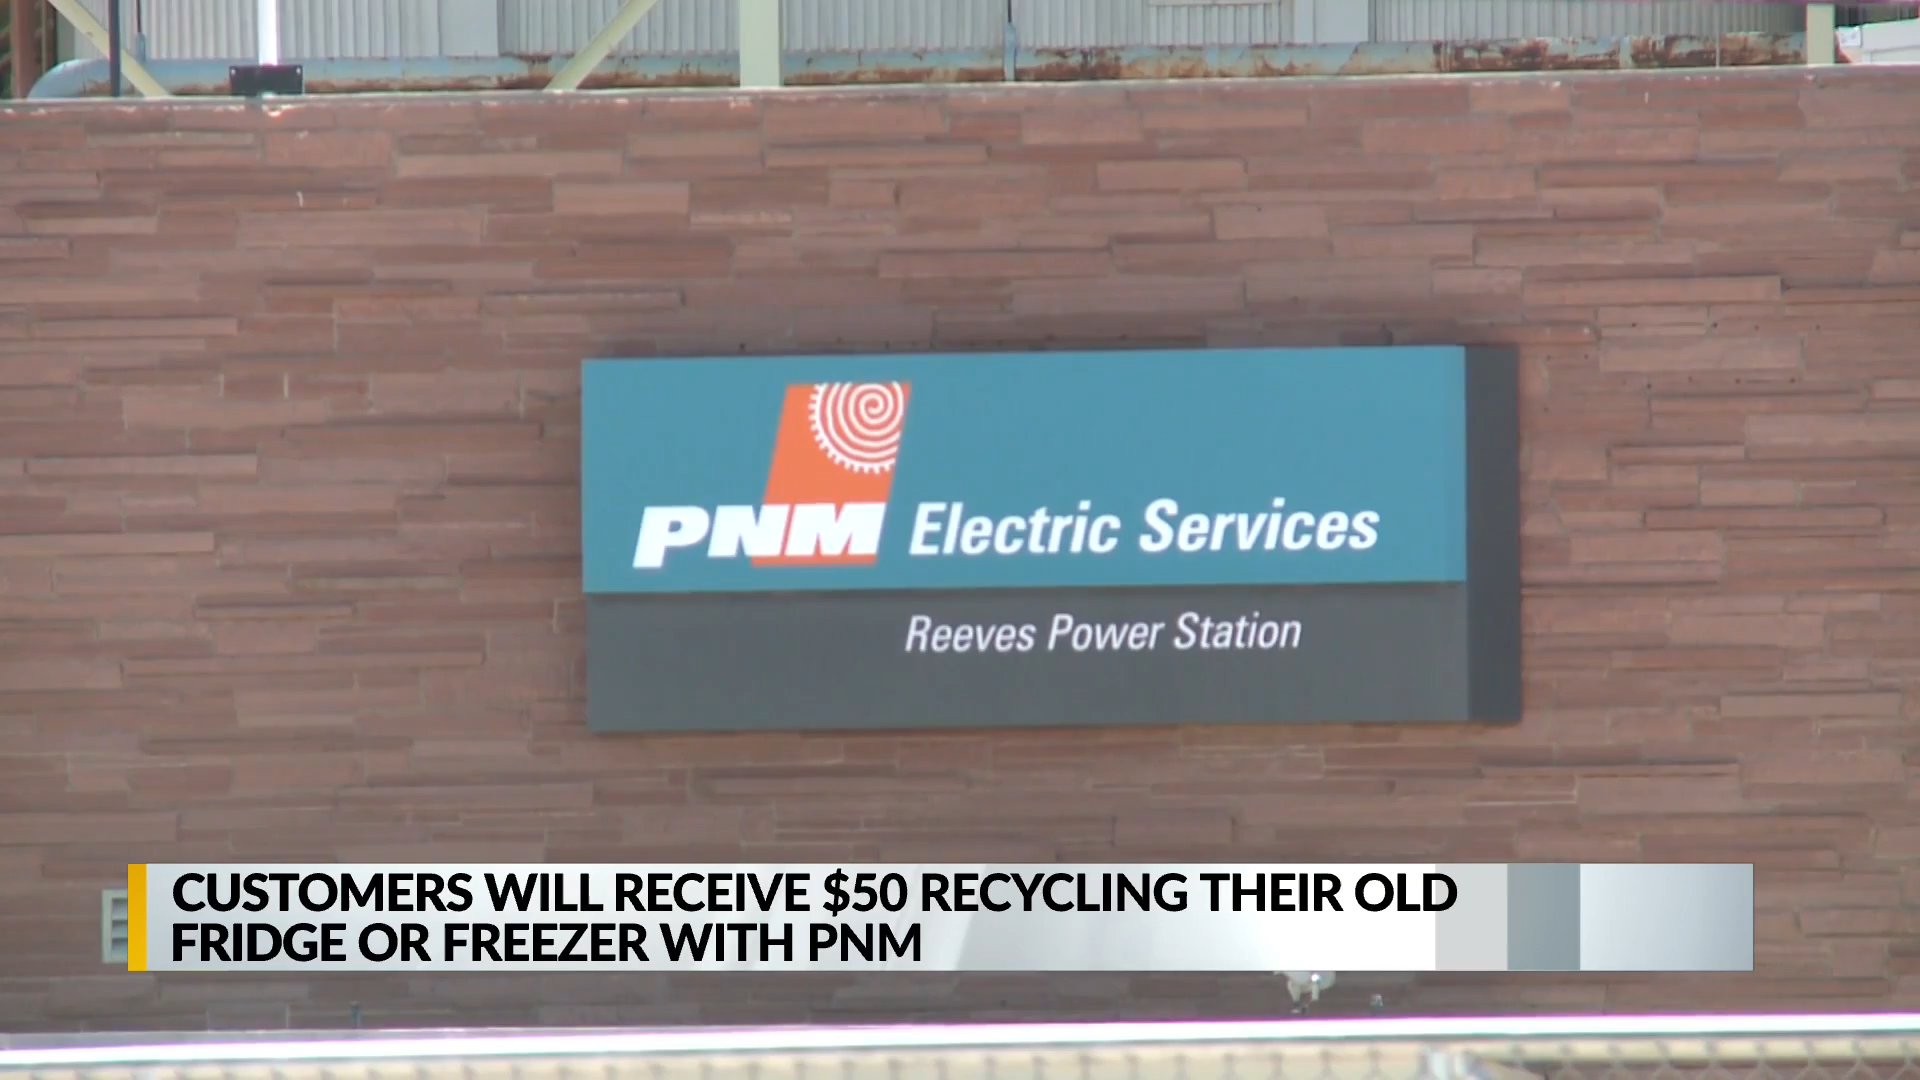 PNM Electric Services
Reeves Power Station
CUSTOMERS WILL RECEIVE $50 RECYCLING THEIR OLD
FRIDGE OR FREEZER WITH PNM